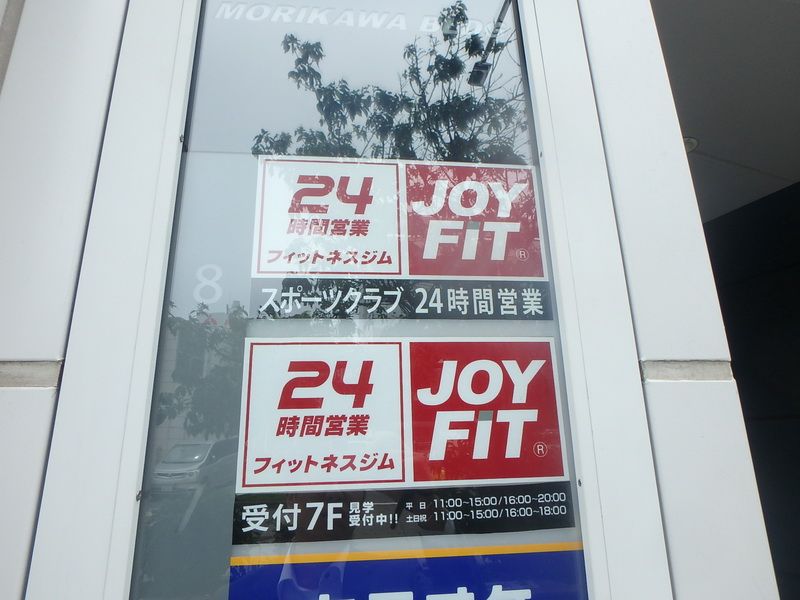 MORIKAWA BLDG
24
時間営業
フィットネスジム
JOY
FIT
®
8
スポーツクラブ 24時間営業
24
時間営業
フィットネスジム
JOY
FIT
®
受付7F
見学
受付中!!
平日 11:00~15:00/16:00~20:00
土日祝 11:00~15:00/16:00~18:00